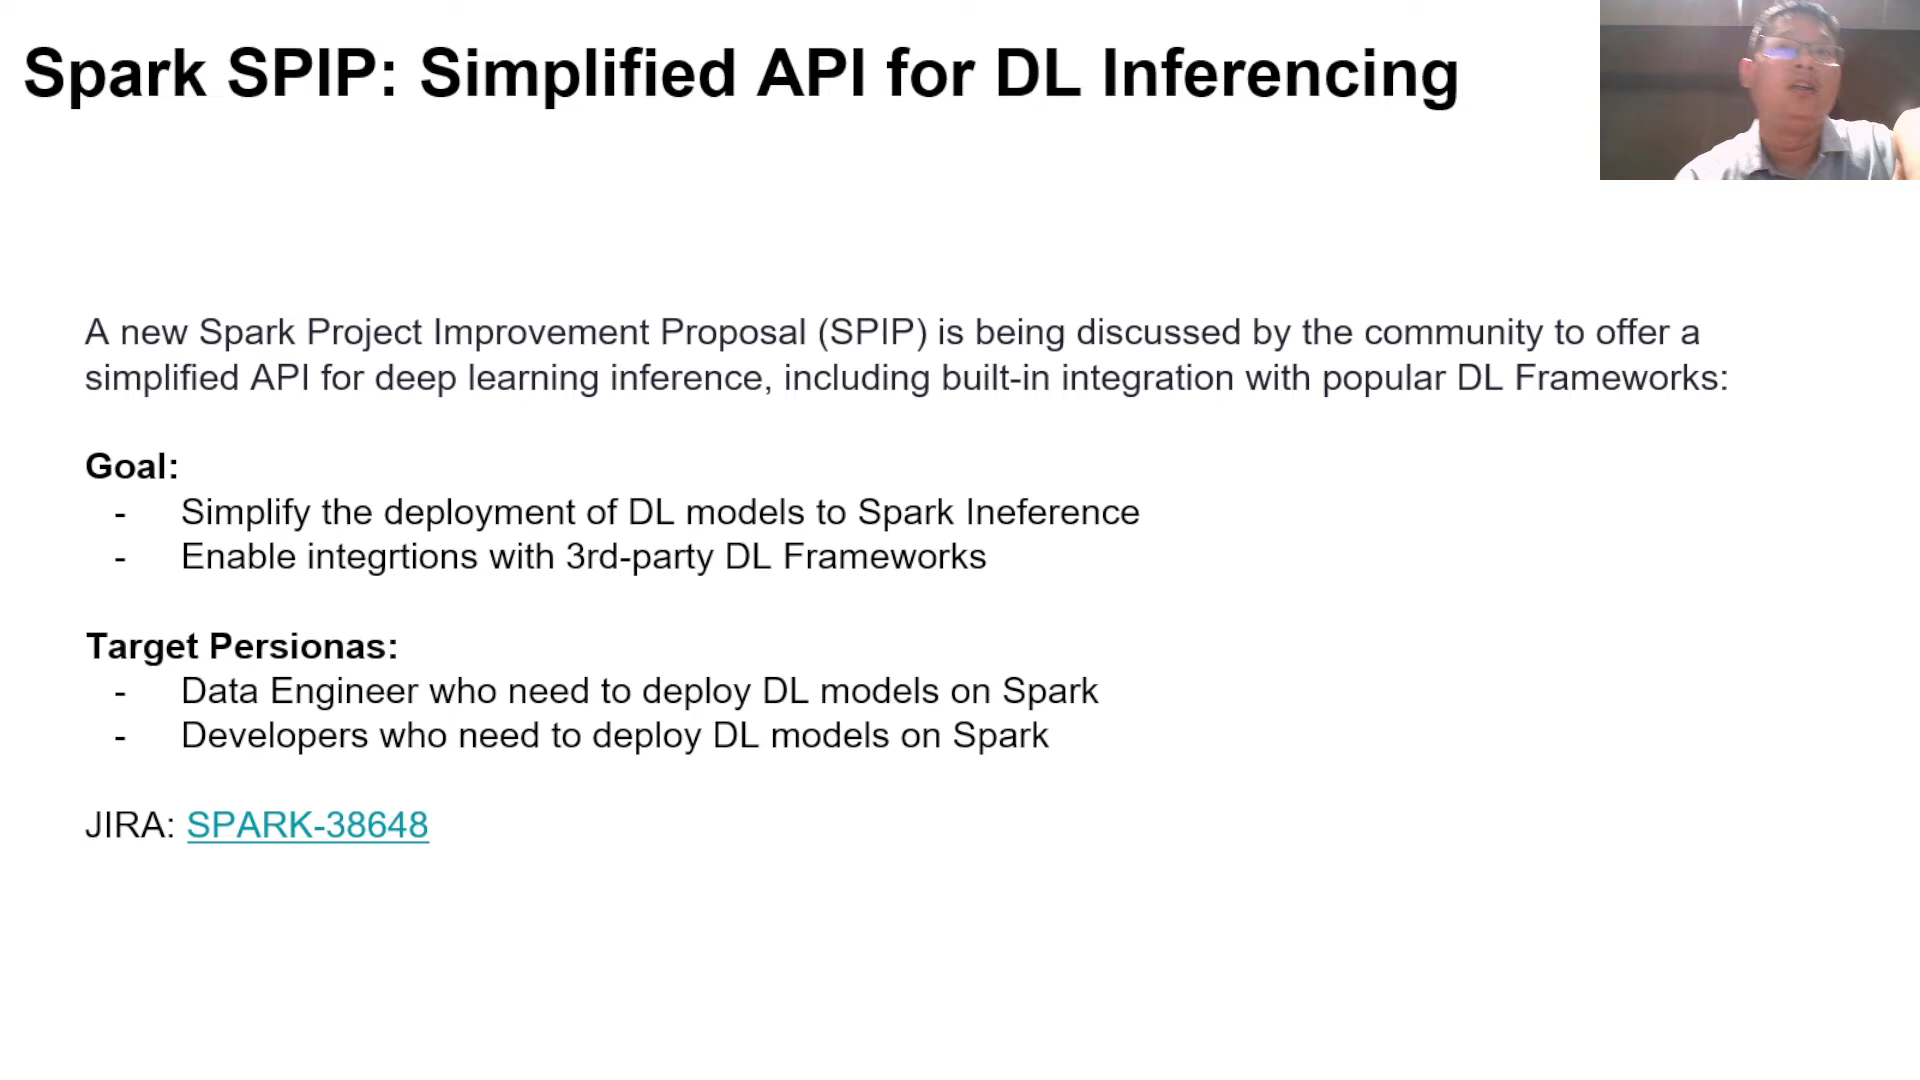 Spark SPIP: Simplified API for DL Inferencing
A new Spark Project Improvement Proposal (SPIP) is being discussed by the community to offer a
simplified API for deep learning inference, including built-in integration with popular DL Frameworks:
Goal:
- Simplify the deployment of DL models to Spark Ineference
- Enable integrtions with 3rd-party DL Frameworks
Target Persionas:
- Data Engineer who need to deploy DL models on Spark
- Developers who need to deploy DL models on Spark
JIRA: SPARK-38648